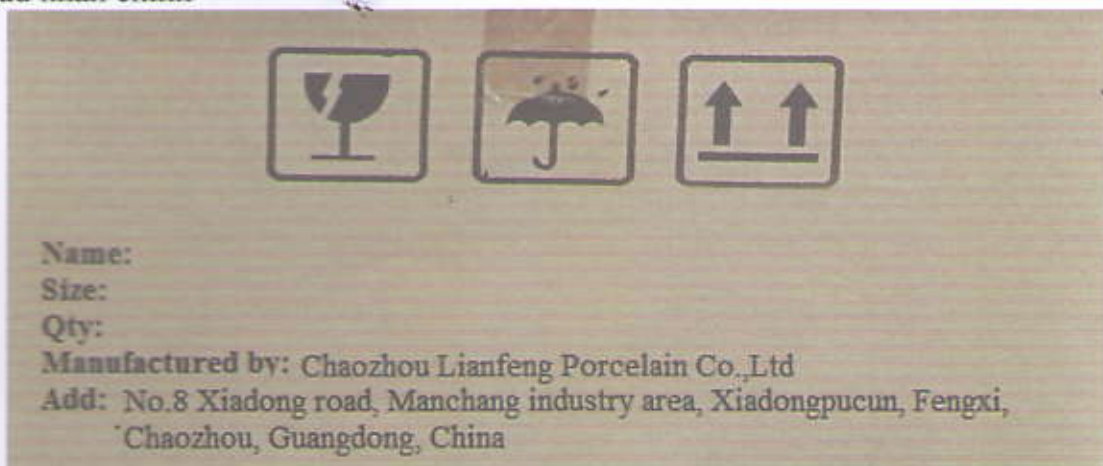 Name:
Size:
Qty:
Manufactured by: Chaozhou Lianfeng Porcelain Co.,Ltd
Add: No.8 Xiadong road, Manchang industry area, Xiadongpucun, Fengxi,
Chaozhou, Guangdong, China